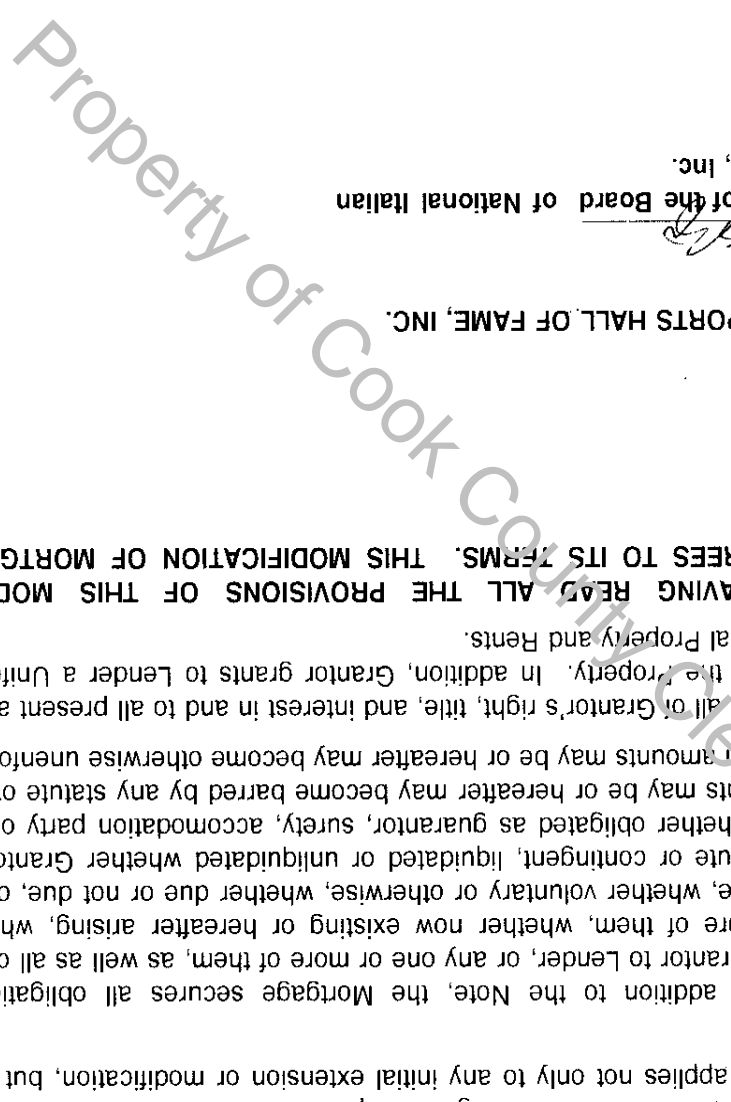 applies not only to any initial extension or modification, but
addition to the Note, the Mortgage secures all obligati
rantor to Lender, or any one or more of them, as well as all c
ore of them, whether now existing or hereafter arising, wh
e, whether voluntary or otherwise, whether due or not due, d
ute or contingent, liquidated or unliquidated whether Granto
hether obligated as guarantor, surety, accomodation party o
nts may be or hereafter may become barred by any statute o
amounts may be or hereafter may become otherwise unenfo
all of Grantor's right, title, and interest in and to all present a
the Property. In addition, Grantor grants to Lender a Unif
al Property and Rents.
AVING READ ALL THE PROVISIONS OF THIS MOD
REES TO ITS TERMS. THIS MODIFICATION OF MORTG
PORTS HALL OF FAME, INC.
of the Board of National Italian
, Inc.
Property of Cook County Cle